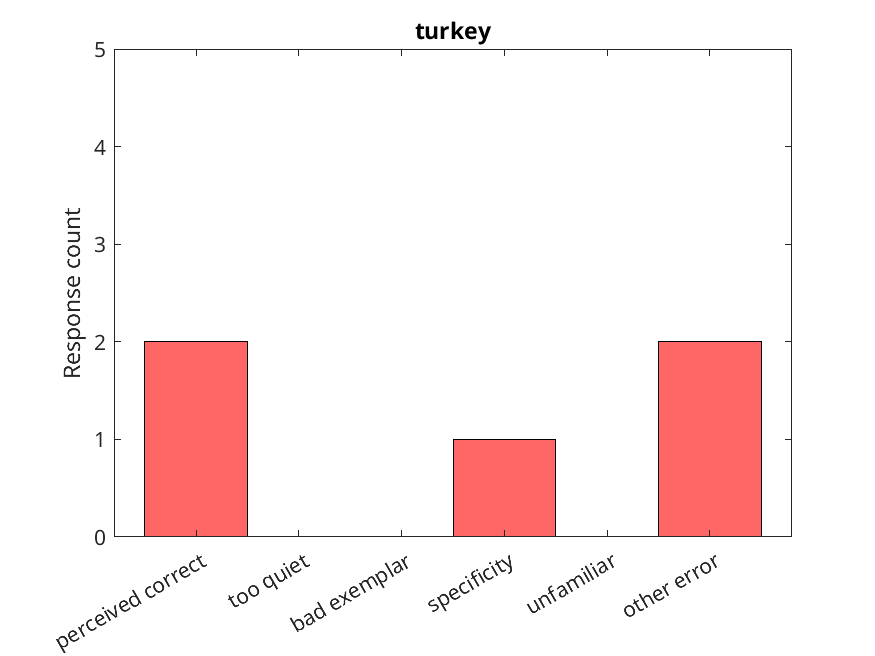 turkey
Response count
5
4
3
2
1
0
perceived correct
too quiet
bad exemplar
specificity
unfamiliar
other error